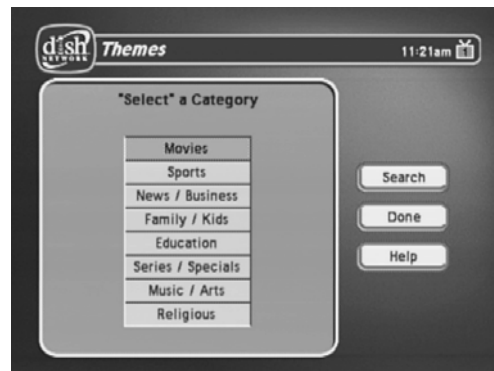 dish
NETWORK
Themes
11:21am
1
"Select" a Category
Movies
Sports
News / Business
Family / Kids
Education
Series / Specials
Music / Arts
Religious
Search
Done
Help